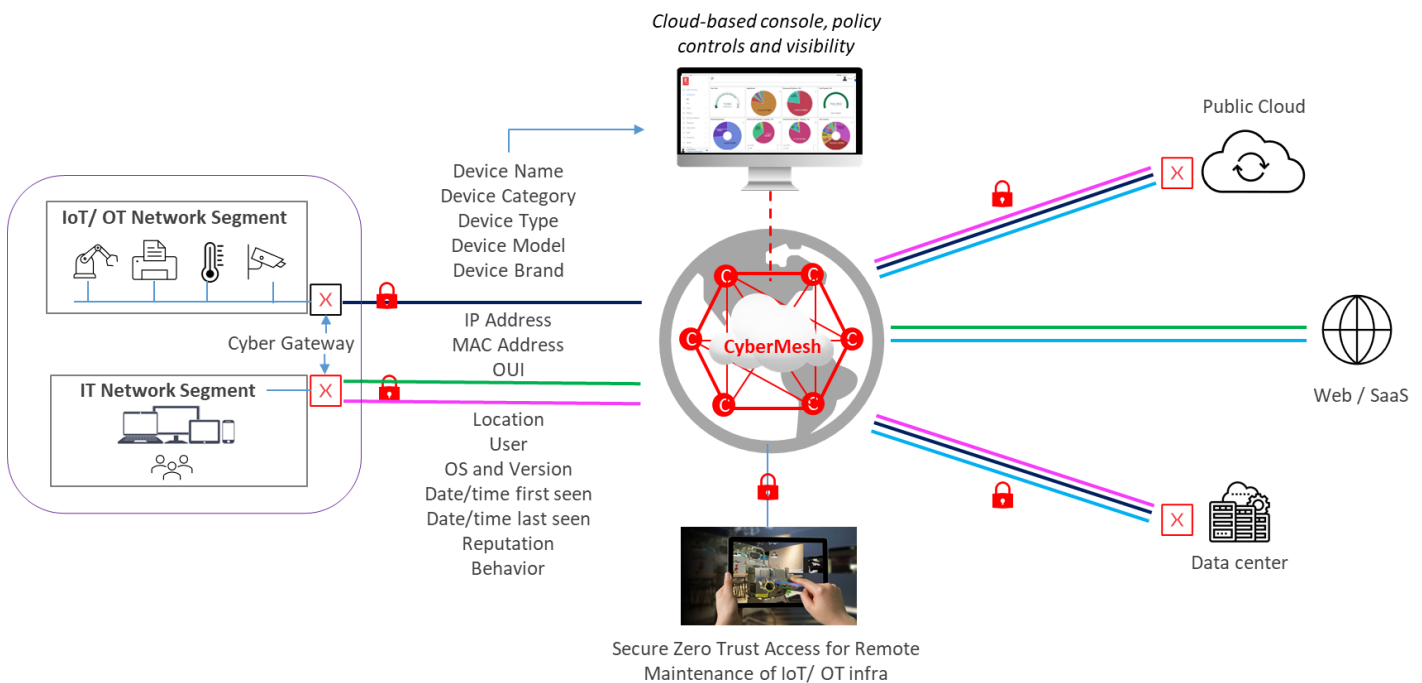 Cloud-based console, policy
controls and visibility
Public Cloud
Device Name
Device Category
Device Type
Device Model
Device Brand
IoT/ OT Network Segment
IP Address
MAC Address
OUI
Cyber Gateway
CyberMesh
C
C
C
C
C
C
IT Network Segment
Web / SaaS
Location
User
OS and Version
Date/time first seen
Date/time last seen
Reputation
Behavior
Data center
Secure Zero Trust Access for Remote
Maintenance of IoT/ OT infra